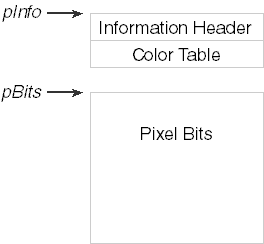 pInfo
Information Header
Color Table
pBits
Pixel Bits